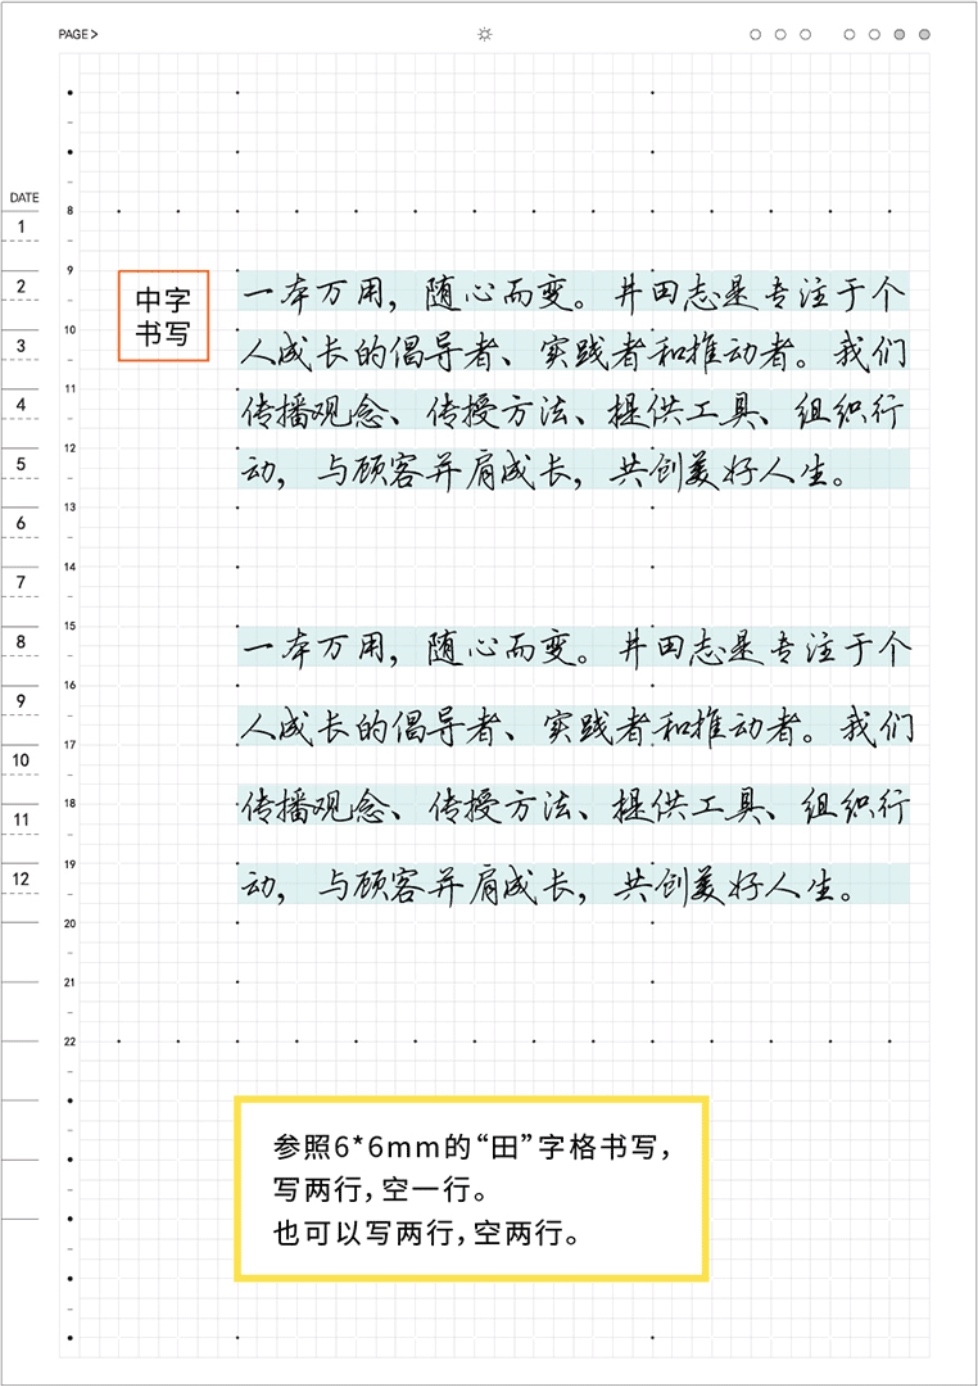 PAGE>
DATE
1
2
3
4
5
6
7
8
9
10
11
12
8
9
10
11
12
13
14
15
16
17
18
19
20
21
22
中字
书写
一本万用，随心而变。井田志是专注于个
人成长的倡导者、实践者和推动者。我们
传播观念、传授方法、提供工具、组织行
动，与顾客并肩成长，共创美好人生。
一本万用，随心而变。井田志是专注于个
人成长的倡导者、实践者和推动者。我们
传播观念、传授方法、提供工具、组织行
动，与顾客并肩成长，共创美好人生。
参照6*6mm的“田”字格书写，
写两行，空一行。
也可以写两行，空两行。